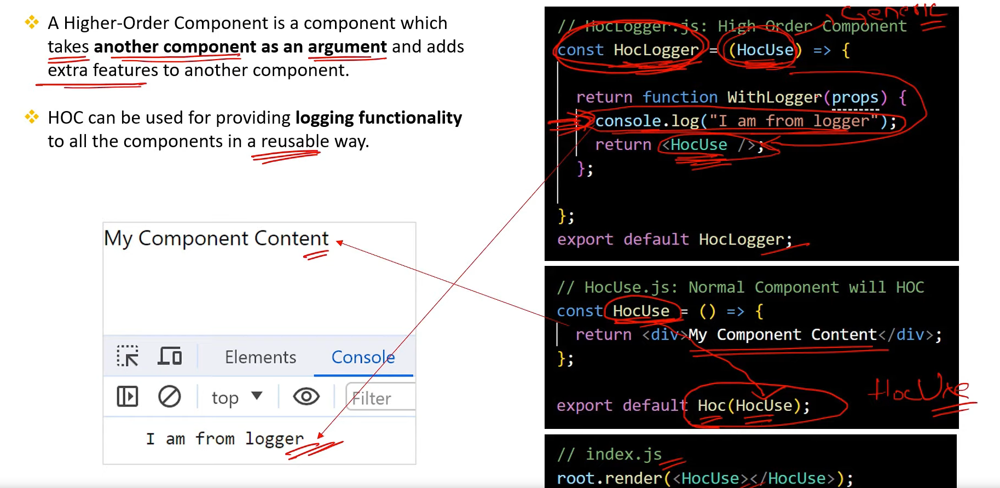 A Higher-Order Component is a component which
takes another component as an argument and adds
extra features to another component.
HOC can be used for providing logging functionality
to all the components in a reusable way.
My Component Content
Elements Console
top Filter
I am from logger
Generic
// HocLogger.js: High Order Component
const HocLogger = (HocUse) => {
return function WithLogger(props) {
console.log("I am from logger");
return <HocUse />;
};
};
export default HocLogger;
// HocUse.js: Normal Component will HOC
const HocUse = () => {
return <div>My Component Content</div>;
};
export default Hoc(HocUse);
HocUse
// index.js
root.render(<HocUse></HocUse>);